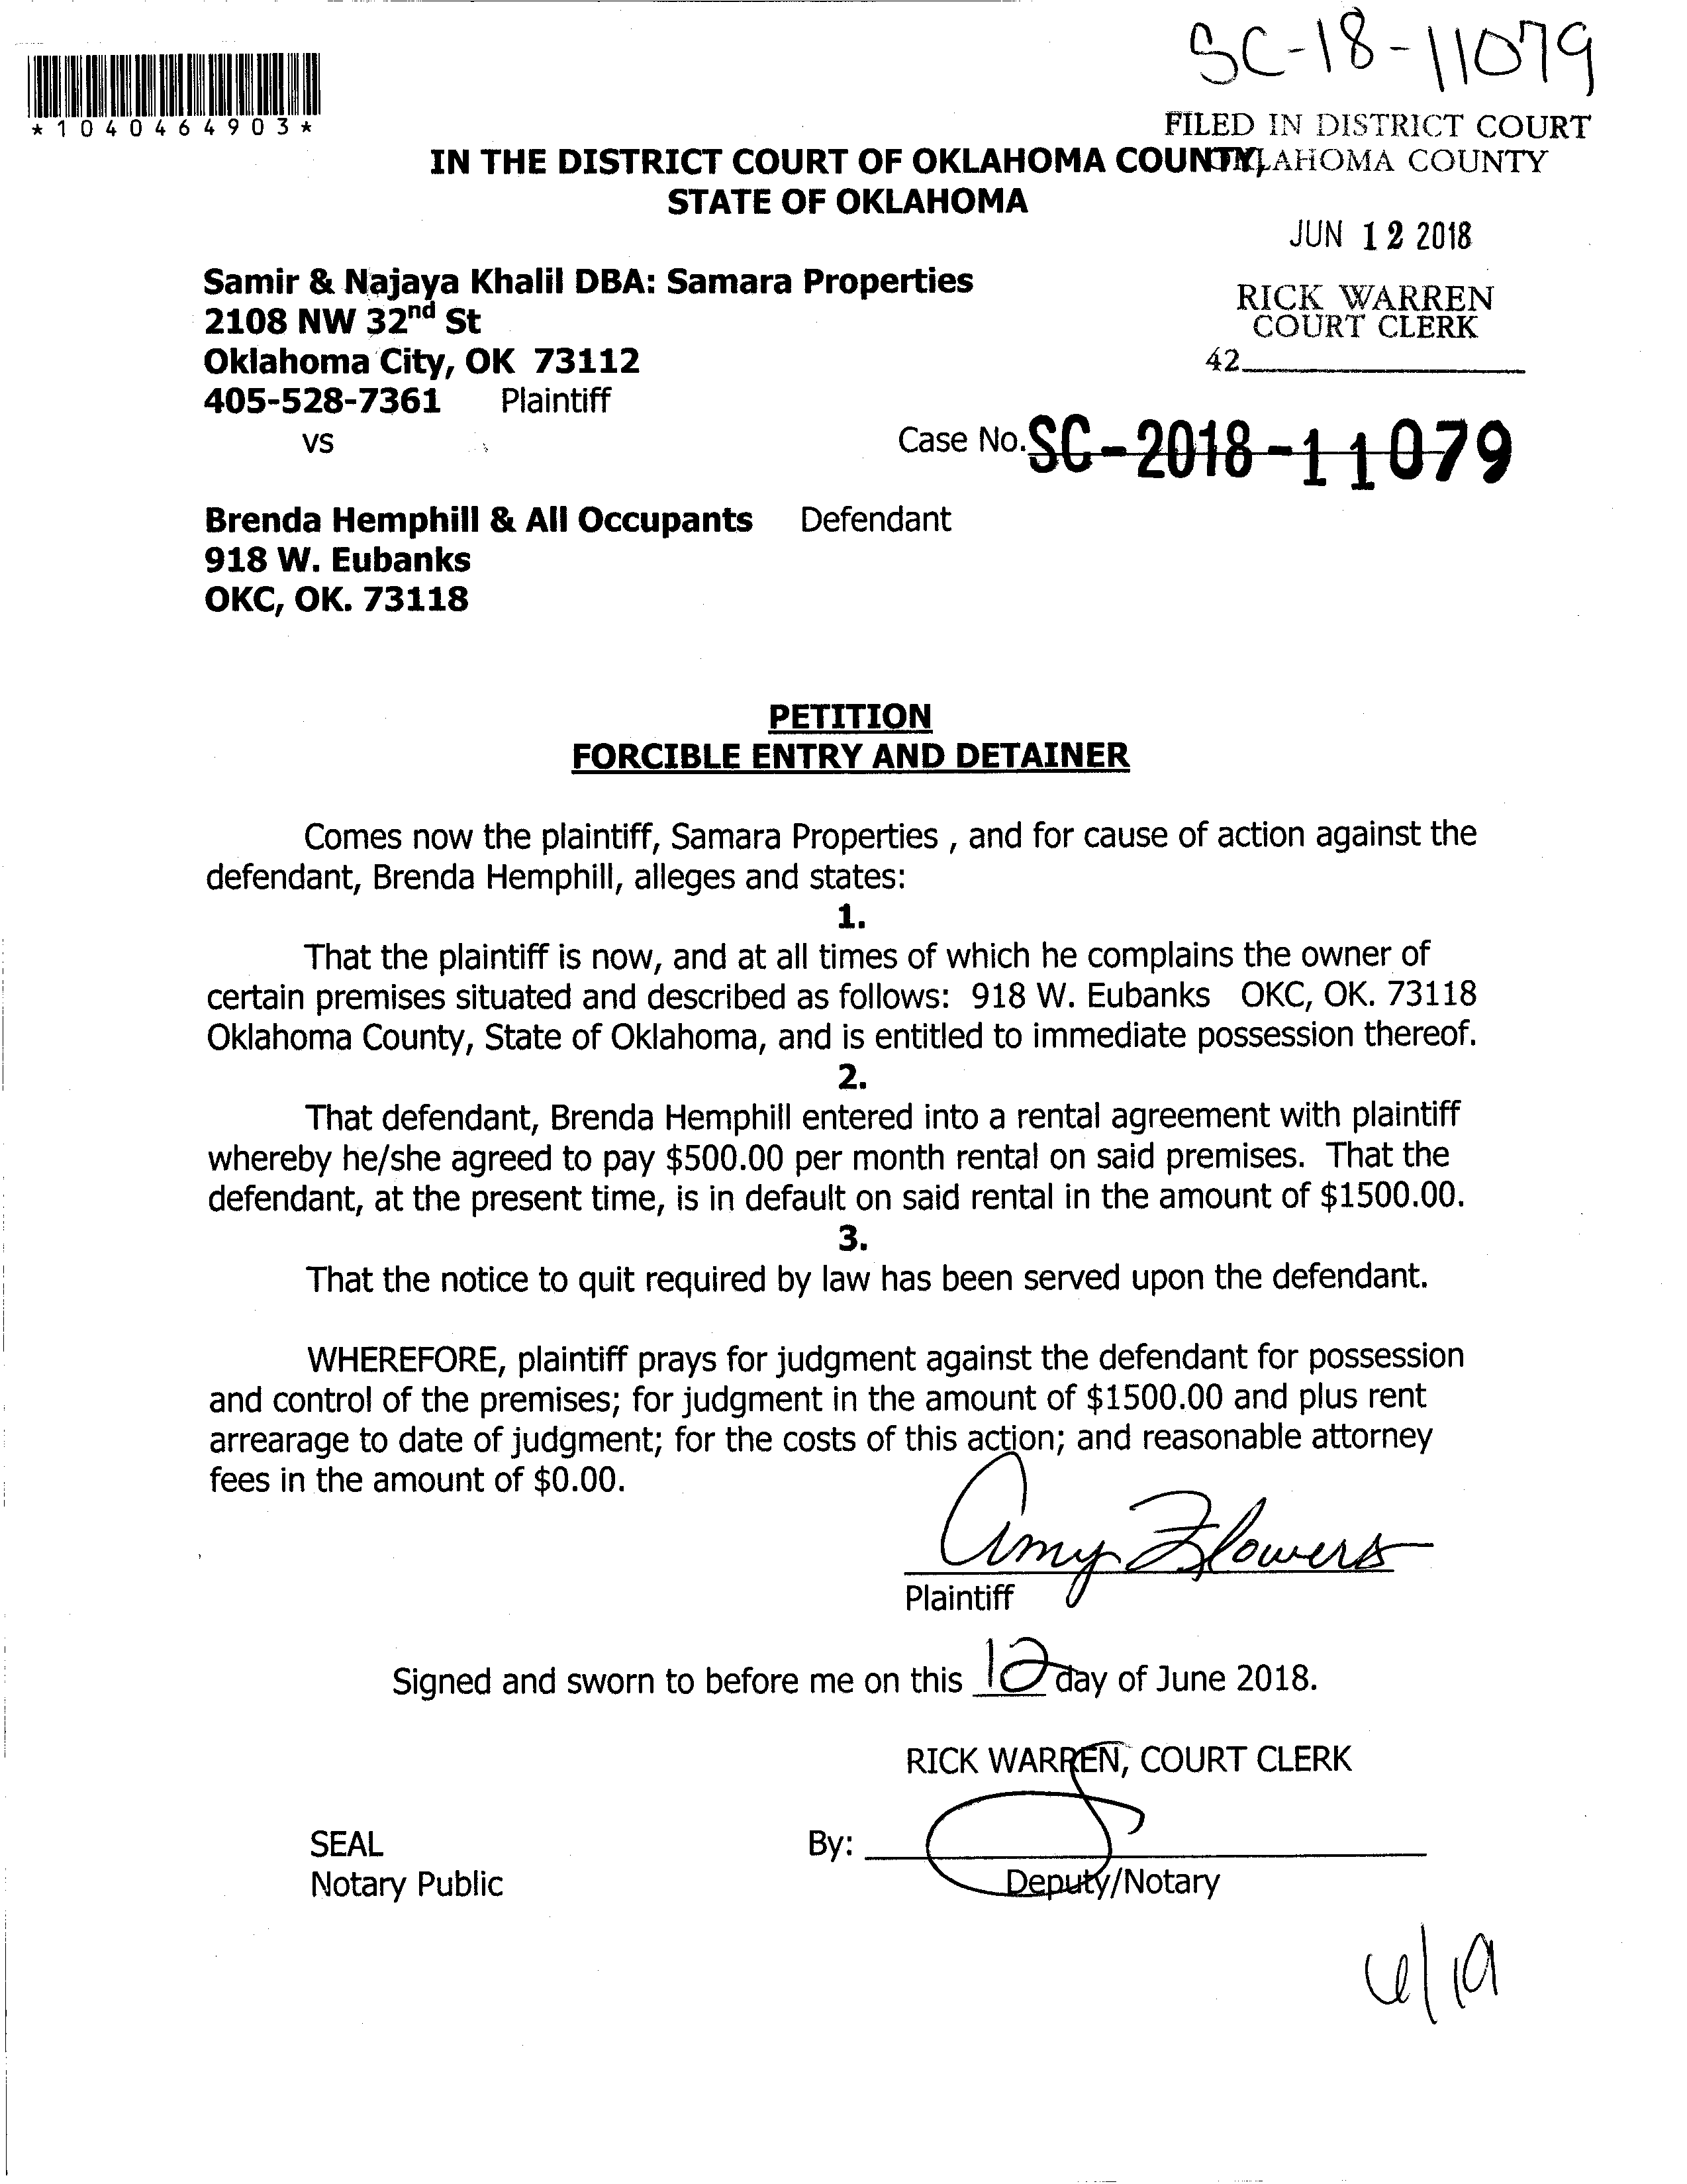 SC-18-11079
*1040464903*
FILED IN DISTRICT COURT
OKLAHOMA COUNTY
IN THE DISTRICT COURT OF OKLAHOMA COUNTY,
STATE OF OKLAHOMA
JUN 12 2018
Samir & Najaya Khalil DBA: Samara Properties
RICK WARREN
COURT CLERK
2108 NW 32nd St
Oklahoma City, OK 73112
42
405-528-7361 Plaintiff
vs
Case No. SC-2018-11079
Brenda Hemphill & All Occupants Defendant
918 W. Eubanks
OKC, OK. 73118
PETITION
FORCIBLE ENTRY AND DETAINER
Comes now the plaintiff, Samara Properties , and for cause of action against the
defendant, Brenda Hemphill, alleges and states:
1.
That the plaintiff is now, and at all times of which he complains the owner of
certain premises situated and described as follows: 918 W. Eubanks OKC, OK. 73118
Oklahoma County, State of Oklahoma, and is entitled to immediate possession thereof.
2.
That defendant, Brenda Hemphill entered into a rental agreement with plaintiff
whereby he/she agreed to pay $500.00 per month rental on said premises. That the
defendant, at the present time, is in default on said rental in the amount of $1500.00.
3.
That the notice to quit required by law has been served upon the defendant.
WHEREFORE, plaintiff prays for judgment against the defendant for possession
and control of the premises; for judgment in the amount of $1500.00 and plus rent
arrearage to date of judgment; for the costs of this action; and reasonable attorney
fees in the amount of $0.00.
Amy Flowers
Plaintiff
Signed and sworn to before me on this 12 day of June 2018.
RICK WARREN, COURT CLERK
SEAL By:
Notary Public Deputy/Notary
6/19